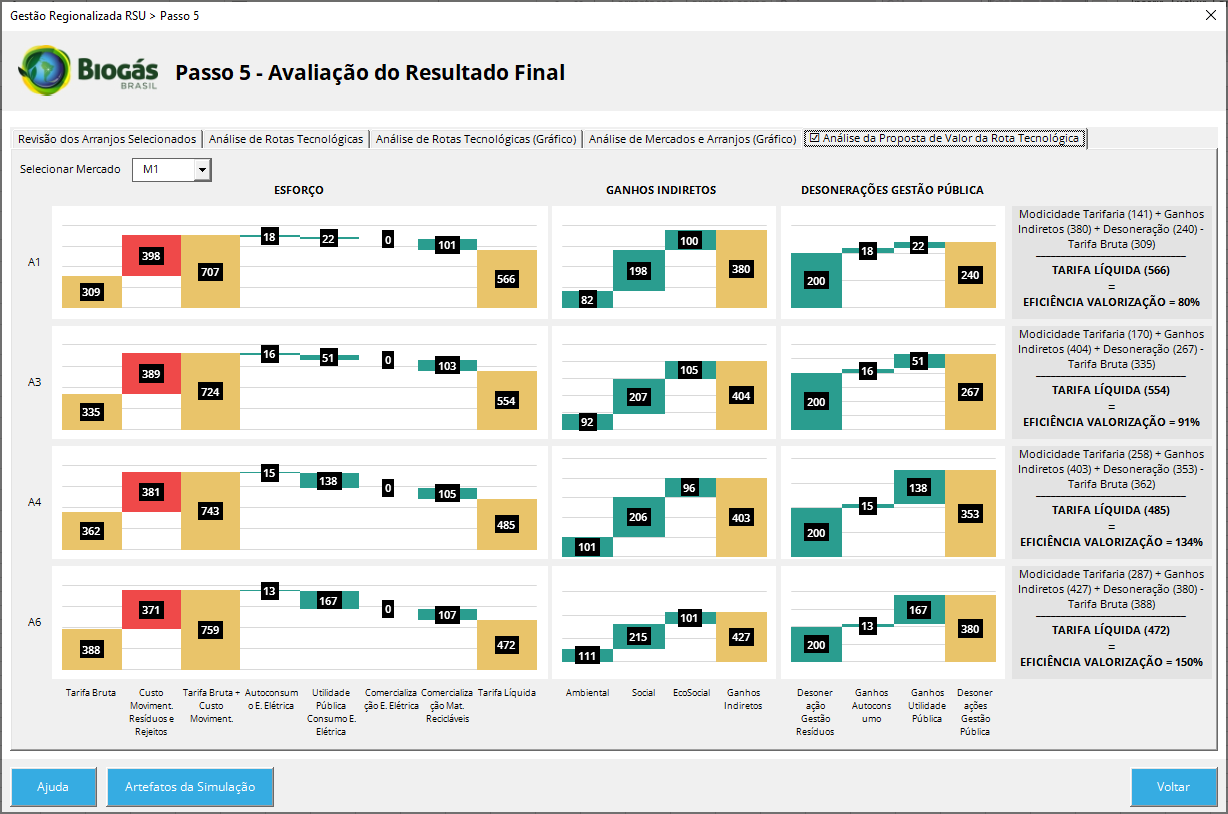 Gestão Regionalizada RSU > Passo 5
BIOGÁS
BRASIL
Passo 5 - Avaliação do Resultado Final
Revisão dos Arranjos Selecionados
Análise de Rotas Tecnológicas
Análise de Rotas Tecnológicas (Gráfico)
Análise de Mercados e Arranjos (Gráfico)
Análise da Proposta de Valor da Rota Tecnológica
Selecionar Mercado
M1
ESFORÇO
GANHOS INDIRETOS
DESONERAÇÕES GESTÃO PÚBLICA
A1
309
398
707
18
22
0
101
566
82
198
100
380
200
18
22
240
Modicidade Tarifaria (141) + Ganhos
Indiretos (380) + Desoneração (240) -
Tarifa Bruta (309)
------------------------------
TARIFA LÍQUIDA (566)
=
EFICIÊNCIA VALORIZAÇÃO = 80%
A3
335
389
724
16
51
0
103
554
92
207
105
404
200
16
51
267
Modicidade Tarifaria (170) + Ganhos
Indiretos (404) + Desoneração (267) -
Tarifa Bruta (335)
------------------------------
TARIFA LÍQUIDA (554)
=
EFICIÊNCIA VALORIZAÇÃO = 91%
A4
362
381
743
15
138
0
105
485
101
206
96
403
200
15
138
353
Modicidade Tarifaria (258) + Ganhos
Indiretos (403) + Desoneração (353) -
Tarifa Bruta (362)
------------------------------
TARIFA LÍQUIDA (485)
=
EFICIÊNCIA VALORIZAÇÃO = 134%
A6
388
371
759
13
167
0
107
472
111
215
101
427
200
13
167
380
Modicidade Tarifaria (287) + Ganhos
Indiretos (427) + Desoneração (380) -
Tarifa Bruta (388)
------------------------------
TARIFA LÍQUIDA (472)
=
EFICIÊNCIA VALORIZAÇÃO = 150%
Tarifa Bruta
Custo
Moviment.
Resíduos e
Rejeitos
Tarifa Bruta +
Custo
Moviment.
Autoconsum
o E. Elétrica
Utilidade
Pública
Consumo E.
Elétrica
Comercializa
ção E. Elétrica
Comercializa
ção Mat.
Recicláveis
Tarifa Líquida
Ambiental
Social
EcoSocial
Ganhos
Indiretos
Desoner
ação
Gestão
Resíduos
Ganhos
Autocons
umo
Ganhos
Utilidade
Pública
Desoner
ações
Gestão
Pública
Ajuda
Artefatos da Simulação
Voltar